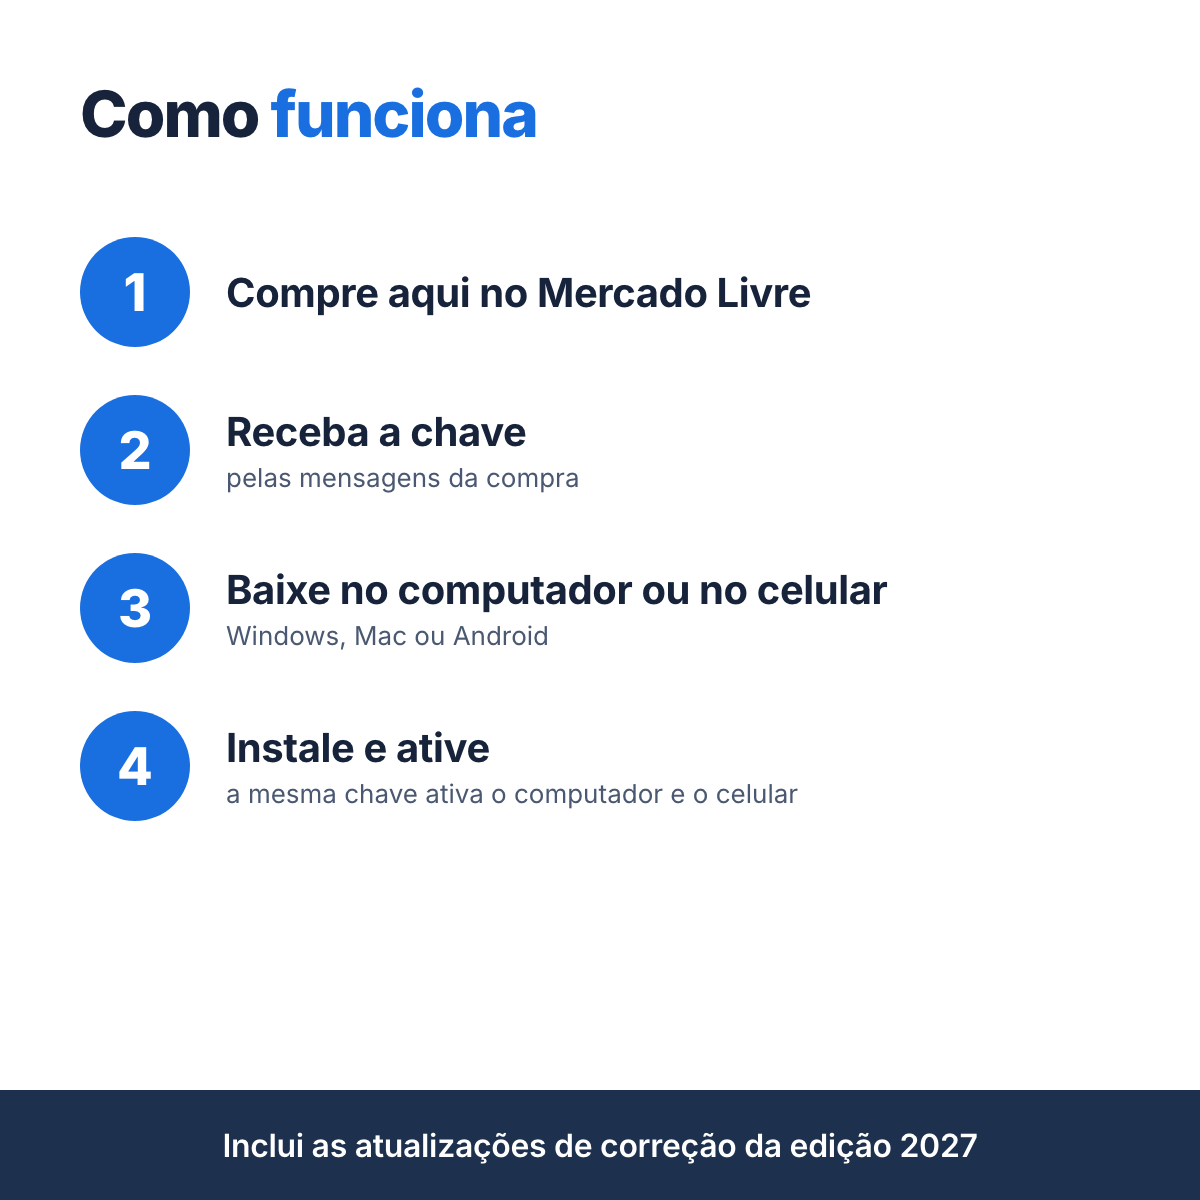 Como funciona
1
Compre aqui no Mercado Livre
2
Receba a chave
pelas mensagens da compra
3
Baixe no computador ou no celular
Windows, Mac ou Android
4
Instale e ative
a mesma chave ativa o computador e o celular
Inclui as atualizações de correção da edição 2027